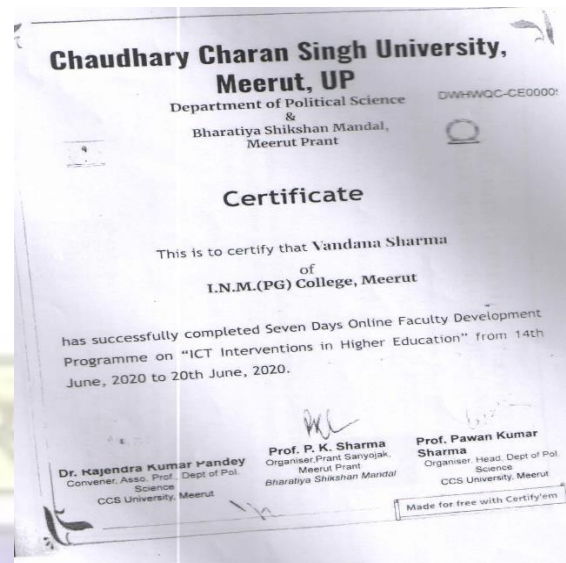 Chaudhary Charan Singh University,
Meerut, UP
Department of Political Science
&
Bharatiya Shikshan Mandal,
Meerut Prant
DWHWQC-CE0000
Certificate
This is to certify that Vandana Sharma
of
I.N.M.(PG) College, Meerut
has successfully completed Seven Days Online Faculty Development
Programme on "ICT Interventions in Higher Education" from 14th
June, 2020 to 20th June, 2020.
Dr. Rajendra Kumar Pandey
Convener, Asso. Prof., Dept of Pol.
Science
CCS University, Meerut
Prof. P. K. Sharma
Organiser,Prant Sanyojak,
Meerut Prant
Bharatiya Shikshan Mandal
Prof. Pawan Kumar
Sharma
Organiser, Head, Dept of Pol.
Science
CCS University, Meerut
Made for free with Certify'em